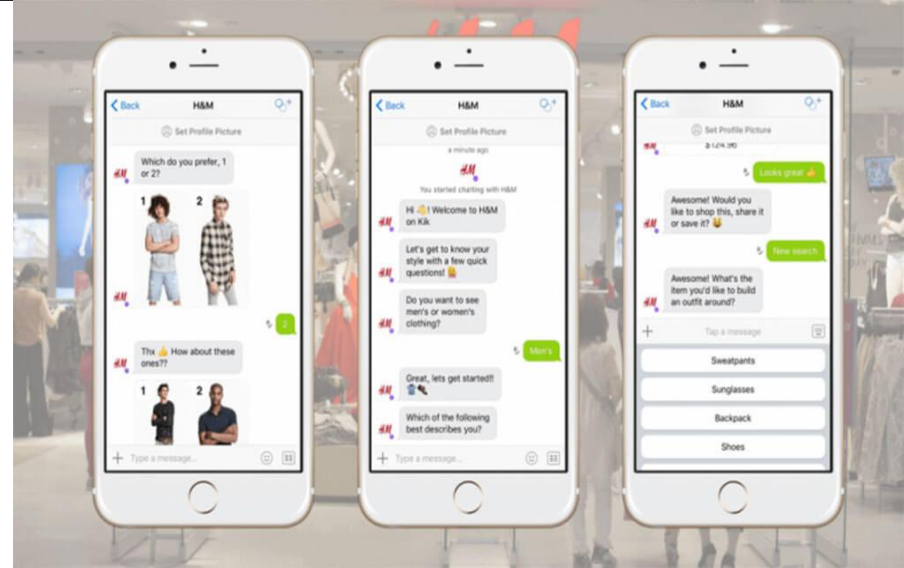 Back
H&M
Set Profile Picture
Which do you prefer, 1
or 2?
H&M
1
2
H&M
2
Thx 👍 How about these
ones??
H&M
1
2
Type a message...
Back
H&M
Set Profile Picture
a minute ago
H&M
You started chatting with H&M
Hi 👋! Welcome to H&M
on Kik
H&M
Let's get to know your
style with a few quick
questions!
H&M
Do you want to see
men's or women's
clothing?
H&M
Men's
Great, lets get started!!
H&M
Which of the following
best describes you?
H&M
Type a message...
Back
H&M
Set Profile Picture
H&M
Looks great 👍
Awesome! Would you
like to shop this, share it
or save it?
H&M
New search
Awesome! What's the
item you'd like to build
an outfit around?
H&M
Tap a message
Sweatpants
Sunglasses
Backpack
Shoes